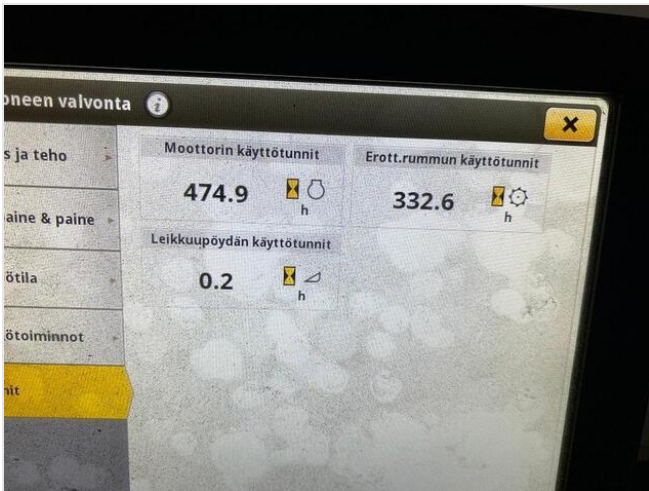 oneen valvonta i
s ja teho
aine & paine
ötila
ötoiminnot
nit
Moottorin käyttötunnit
474.9 h
Erott.rummun käyttötunnit
332.6 h
Leikkuupöydän käyttötunnit
0.2 h